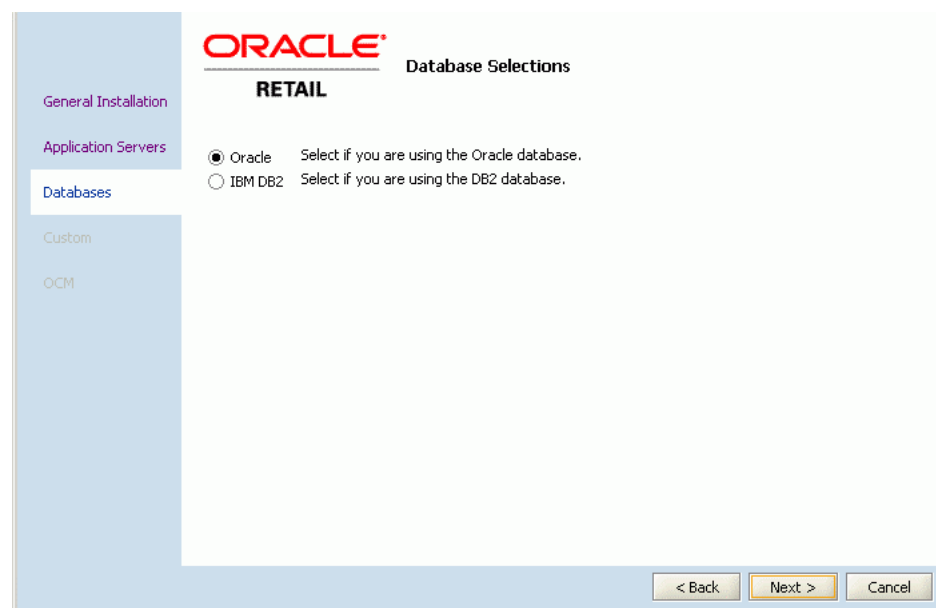 ORACLE
RETAIL
Database Selections
General Installation
Application Servers
Databases
Custom
OCM
Oracle Select if you are using the Oracle database.
IBM DB2 Select if you are using the DB2 database.
< Back Next > Cancel